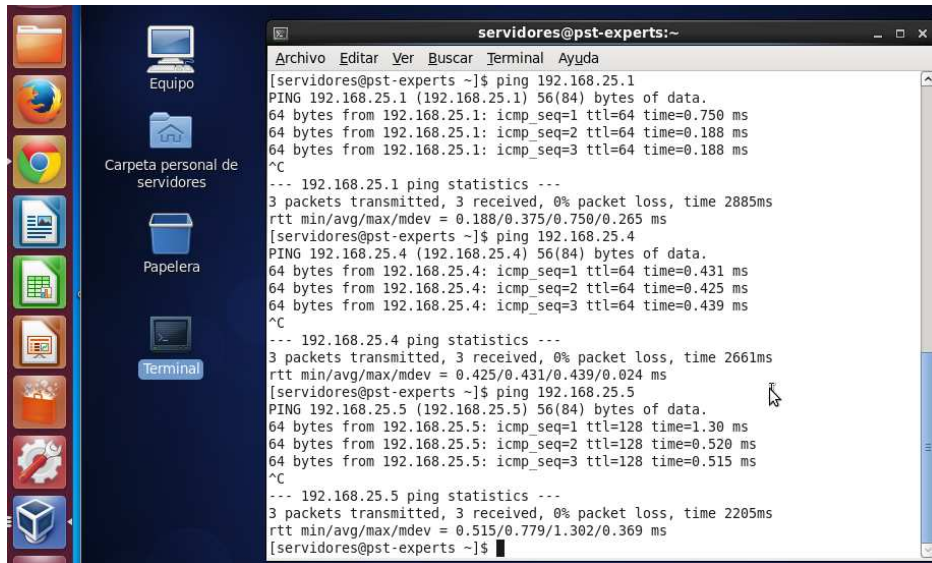 Equipo
Carpeta personal de
servidores
Papelera
Terminal
servidores@pst-experts:~
Archivo Editar Ver Buscar Terminal Ayuda
[servidores@pst-experts ~]$ ping 192.168.25.1
PING 192.168.25.1 (192.168.25.1) 56(84) bytes of data.
64 bytes from 192.168.25.1: icmp_seq=1 ttl=64 time=0.750 ms
64 bytes from 192.168.25.1: icmp_seq=2 ttl=64 time=0.188 ms
64 bytes from 192.168.25.1: icmp_seq=3 ttl=64 time=0.188 ms
^C
--- 192.168.25.1 ping statistics ---
3 packets transmitted, 3 received, 0% packet loss, time 2885ms
rtt min/avg/max/mdev = 0.188/0.375/0.750/0.265 ms
[servidores@pst-experts ~]$ ping 192.168.25.4
PING 192.168.25.4 (192.168.25.4) 56(84) bytes of data.
64 bytes from 192.168.25.4: icmp_seq=1 ttl=64 time=0.431 ms
64 bytes from 192.168.25.4: icmp_seq=2 ttl=64 time=0.425 ms
64 bytes from 192.168.25.4: icmp_seq=3 ttl=64 time=0.439 ms
^C
--- 192.168.25.4 ping statistics ---
3 packets transmitted, 3 received, 0% packet loss, time 2661ms
rtt min/avg/max/mdev = 0.425/0.431/0.439/0.024 ms
[servidores@pst-experts ~]$ ping 192.168.25.5
PING 192.168.25.5 (192.168.25.5) 56(84) bytes of data.
64 bytes from 192.168.25.5: icmp_seq=1 ttl=128 time=1.30 ms
64 bytes from 192.168.25.5: icmp_seq=2 ttl=128 time=0.520 ms
64 bytes from 192.168.25.5: icmp_seq=3 ttl=128 time=0.515 ms
^C
--- 192.168.25.5 ping statistics ---
3 packets transmitted, 3 received, 0% packet loss, time 2205ms
rtt min/avg/max/mdev = 0.515/0.779/1.302/0.369 ms
[servidores@pst-experts ~]$